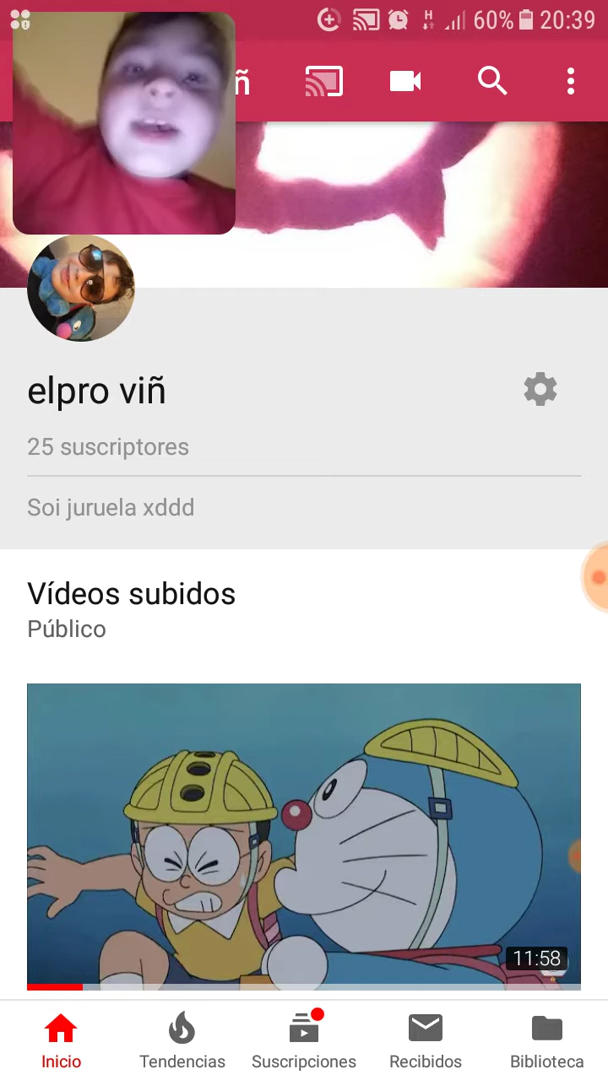 H 60% 20:39
ñ
elpro viñ
25 suscriptores
Soi juruela xddd
Vídeos subidos
Público
11:58
Inicio Tendencias Suscripciones Recibidos Biblioteca